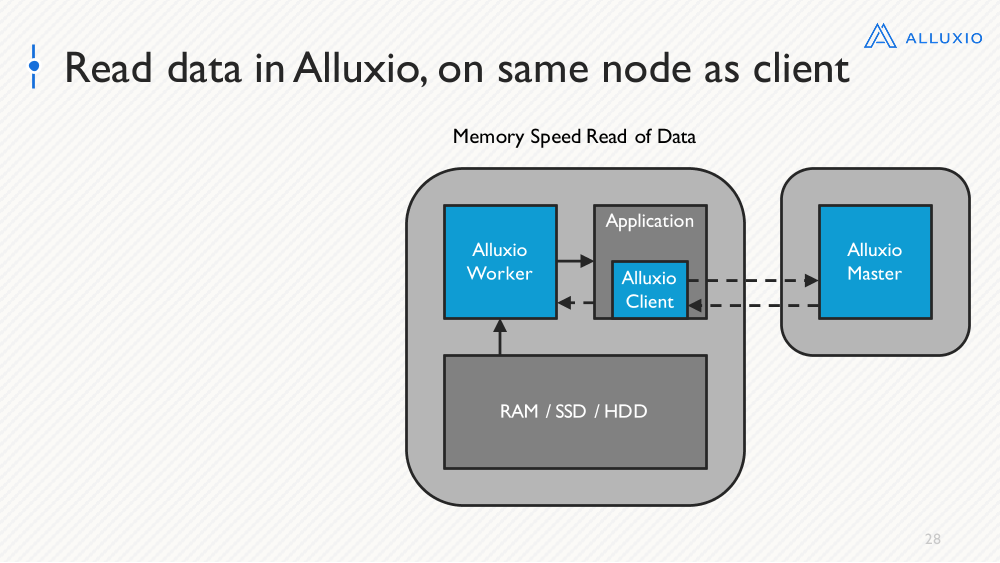 ALLUXIO
Read data in Alluxio, on same node as client
Memory Speed Read of Data
Alluxio
Worker
Application
Alluxio
Client
Alluxio
Master
RAM / SSD / HDD
28